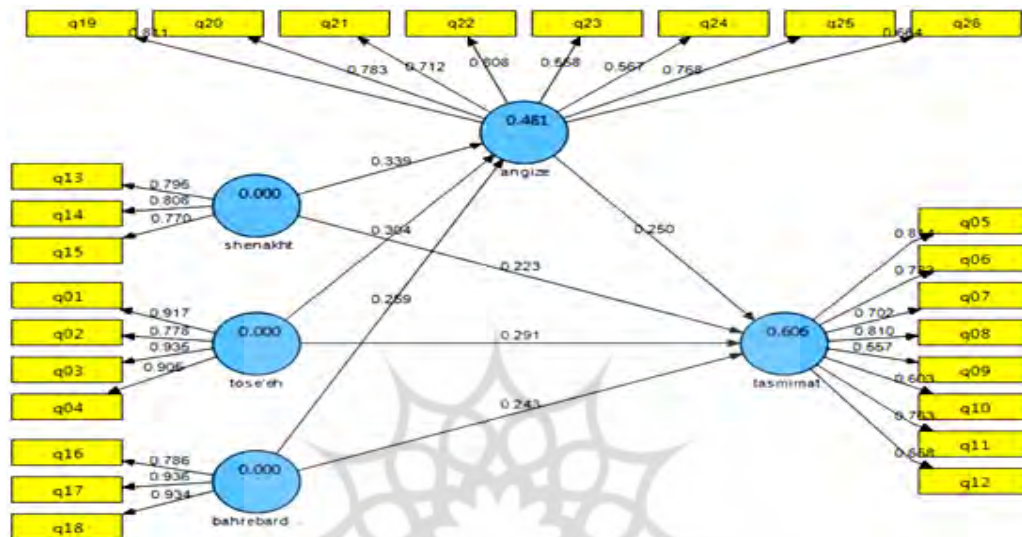 q19 q20 q21 q22 q23 q24 q25 q26
0.811 0.783 0.712 0.608 0.567 0.768
0.481
angize
q13
q14
q15
0.796
0.806
0.770
0.000
shenakht
0.339
0.304
0.259
0.250
0.223
0.291
0.243
q01
q02
q03
q04
0.917
0.778
0.935
0.905
0.000
tose'eh
q16
q17
q18
0.786
0.936
0.934
0.000
bahrebard ...
0.606
tasmimat
q05
q06
q07
q08
q09
q10
q11
q12
0.702
0.810
0.603